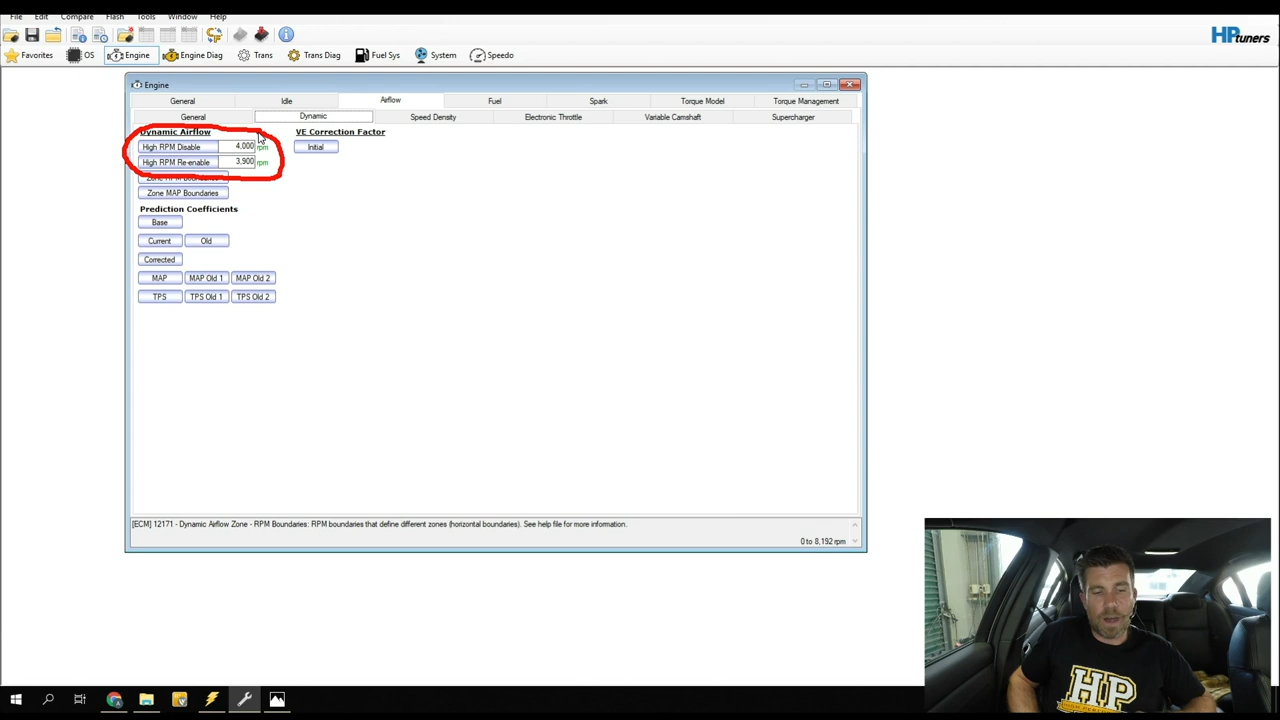 File Edit Compare Flash Tools Window Help
HPtuners
Favorites OS Engine Engine Diag Trans Trans Diag Fuel Sys System Speedo
Engine
General Idle Airflow Fuel Spark Torque Model Torque Management
General Dynamic Speed Density Electronic Throttle Variable Camshaft Supercharger
Dynamic Airflow VE Correction Factor
High RPM Disable 4,000 rpm Initial
High RPM Re-enable 3,900 rpm
Zone RPM Boundaries
Zone MAP Boundaries
Prediction Coefficients
Base
Current Old
Corrected
MAP MAP Old 1 MAP Old 2
TPS TPS Old 1 TPS Old 2
[ECM] 12171 - Dynamic Airflow Zone - RPM Boundaries: RPM boundaries that define different zones (horizontal boundaries). See help file for more information.
0 to 8,192 rpm
HP